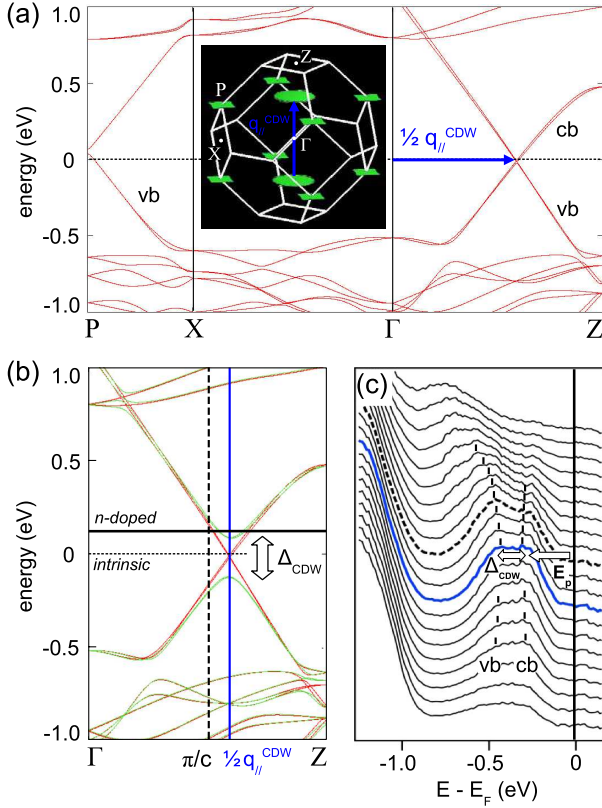 (a)
1.0
0.5
0
-0.5
-1.0
energy (eV)
vb
P
Z
q//CDW
Γ
X
½ q//CDW
cb
vb
P
X
Γ
Z
(b)
1.0
0.5
0
-0.5
-1.0
energy (eV)
n-doped
intrinsic
ΔCDW
Γ
π/c
½ q//CDW
Z
(c)
ΔCDW
Ep
vb
cb
-1.0
-0.5
0
E - EF (eV)